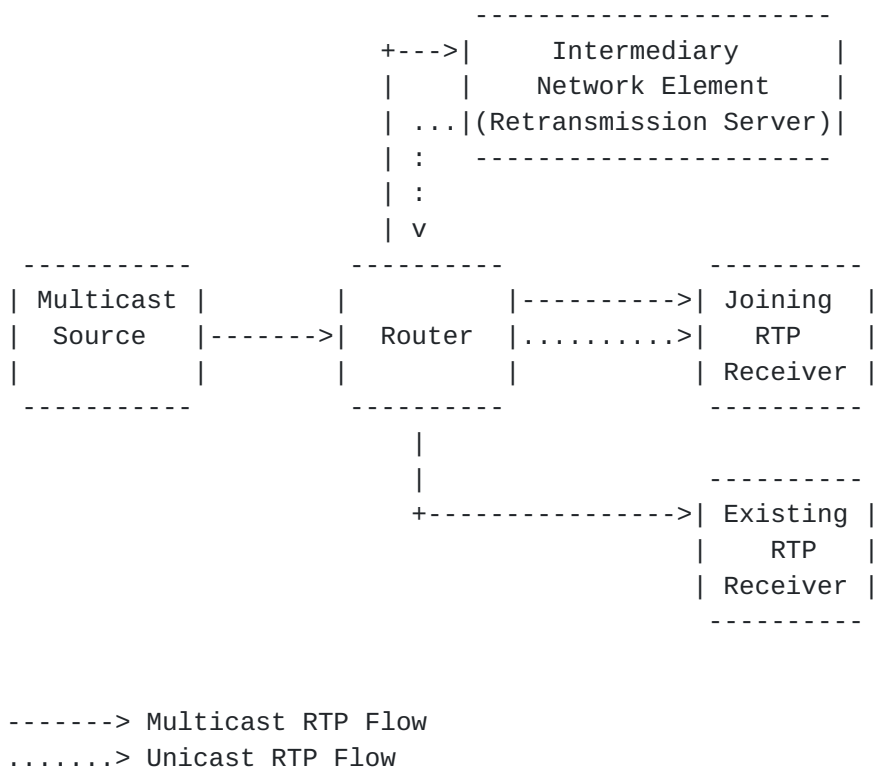 Intermediary
Network Element
(Retransmission Server)
Multicast
Source
Router
Joining
RTP
Receiver
Existing
RTP
Receiver
-------> Multicast RTP Flow
.......> Unicast RTP Flow